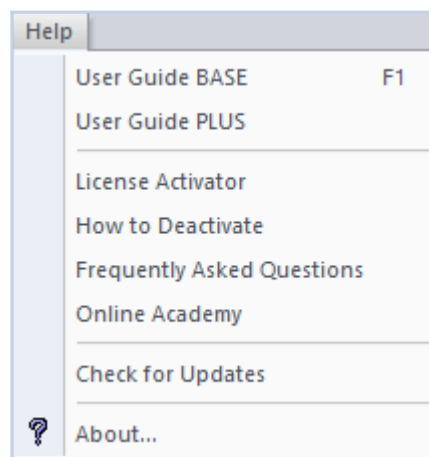 Help
User Guide BASE F1
User Guide PLUS
License Activator
How to Deactivate
Frequently Asked Questions
Online Academy
Check for Updates
About...